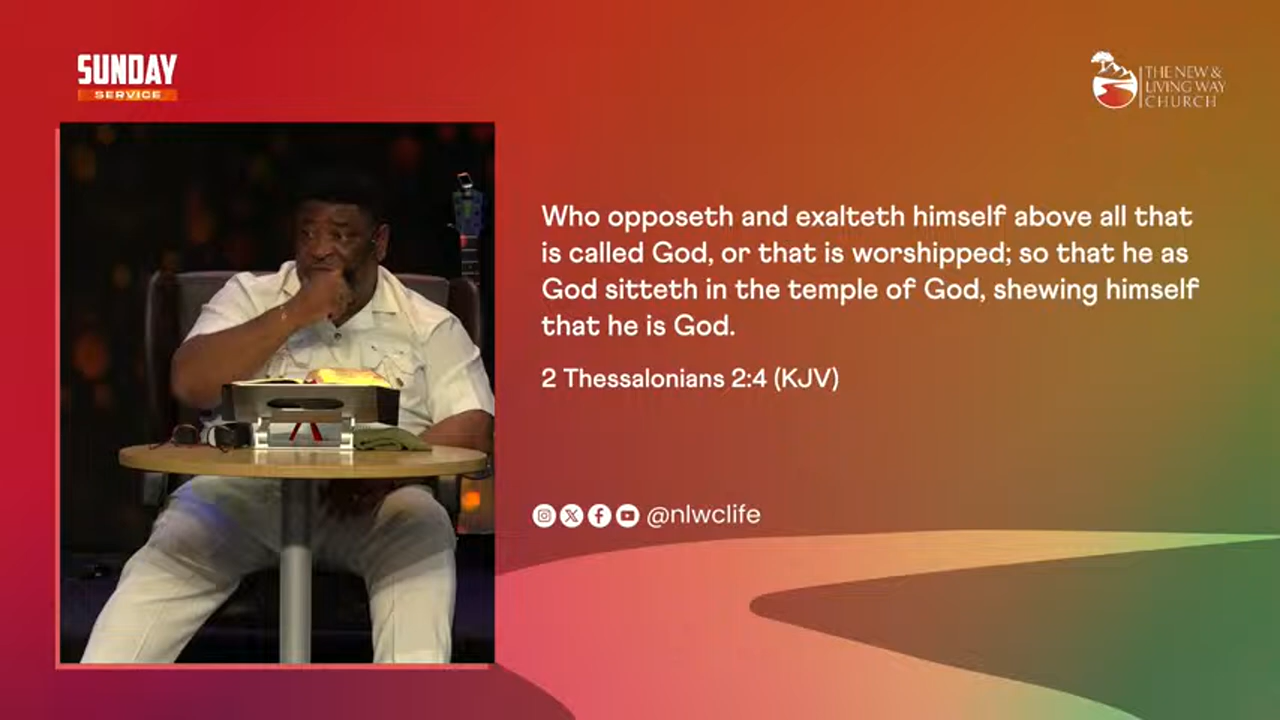 SUNDAY
SERVICE
THE NEW &
LIVING WAY
CHURCH
Who opposeth and exalteth himself above all that
is called God, or that is worshipped; so that he as
God sitteth in the temple of God, shewing himself
that he is God.
2 Thessalonians 2:4 (KJV)
@nlwclife